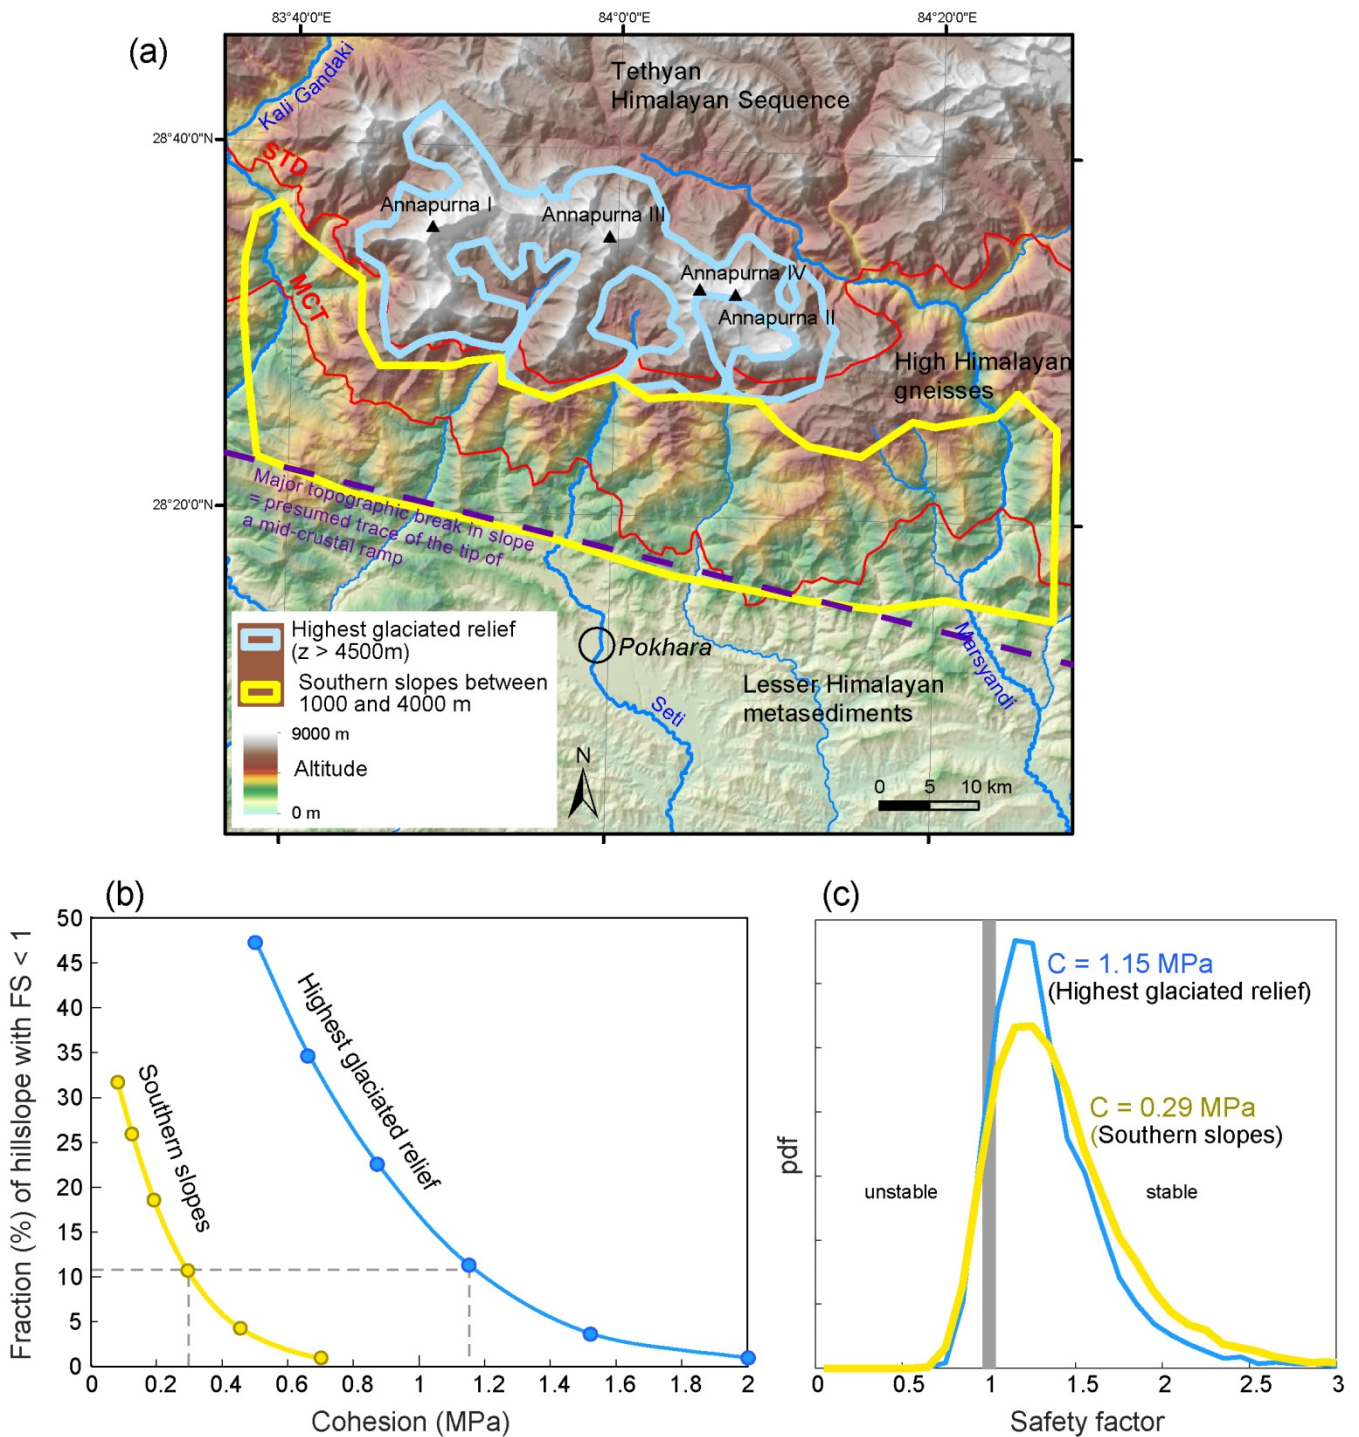 83°40'0"E
84°0'0"E
84°20'0"E
(a)
Kali Gandaki
Tethyan
Himalayan Sequence
28°40'0"N
STD
Annapurna I
Annapurna III
MCT
Annapurna IV
Annapurna II
High Himalayan
gneisses
28°20'0"N
Major topographic break in slope
= presumed trace of the tip of
a mid-crustal ramp
Highest glaciated relief
(z > 4500m)
Southern slopes between
1000 and 4000 m
9000 m
Altitude
0 m
Pokhara
Seti
Lesser Himalayan
metasediments
Marsyandi
N
0 5 10 km
(b)
Fraction (%) of hillslope with FS < 1
50
45
40
35
30
25
20
15
10
5
0
Southern slopes
Highest glaciated relief
0 0.2 0.4 0.6 0.8 1 1.2 1.4 1.6 1.8 2
Cohesion (MPa)
(c)
C = 1.15 MPa
(Highest glaciated relief)
C = 0.29 MPa
(Southern slopes)
pdf
unstable
stable
0 0.5 1 1.5 2 2.5 3
Safety factor